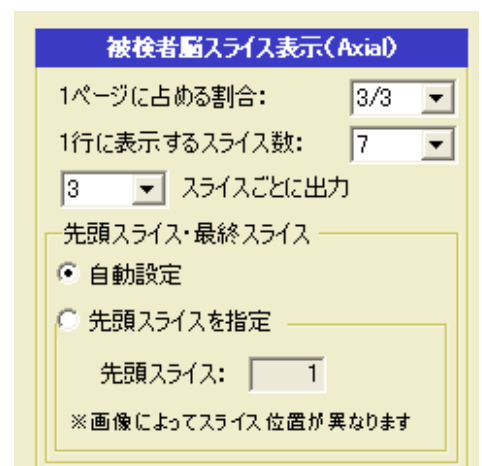 被検者脳スライス表示(Axial)
1ページに占める割合: 3/3
1行に表示するスライス数: 7
3 スライスごとに出力
先頭スライス・最終スライス
自動設定
先頭スライスを指定
先頭スライス: 1
※画像によってスライス位置が異なります